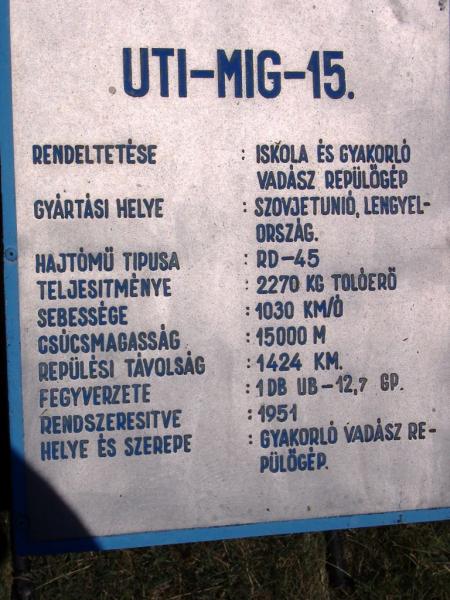 UTI-MIG-15.
RENDELTETÉSE : ISKOLA ÉS GYAKORLÓ
VADÁSZ REPÜLŐGÉP
GYÁRTÁSI HELYE : SZOVJETUNIÓ, LENGYEL-
ORSZÁG.
HAJTÓMŰ TIPUSA : RD-45
TELJESITMÉNYE : 2270 KG TOLÓERŐ
SEBESSÉGE : 1030 KM/Ó
CSÚCSMAGASSÁG : 15000 M
REPÜLÉSI TÁVOLSÁG : 1424 KM.
FEGYVERZETE : 1 DB UB-12,7 GP.
RENDSZERESITVE : 1951
HELYE ÉS SZEREPE : GYAKORLÓ VADÁSZ RE-
PÜLŐGÉP.